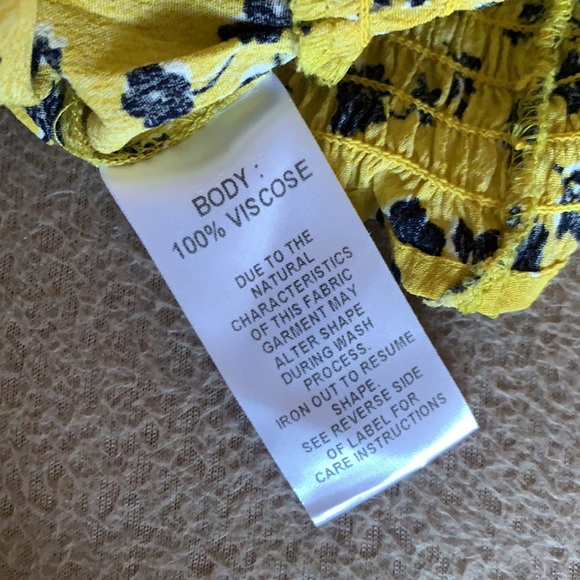 BODY :
100% VISCOSE
DUE TO THE
NATURAL
CHARACTERISTICS
OF THIS FABRIC
GARMENT MAY
ALTER SHAPE
DURING WASH
PROCESS.
IRON OUT TO RESUME
SHAPE.
SEE REVERSE SIDE
OF LABEL FOR
CARE INSTRUCTIONS